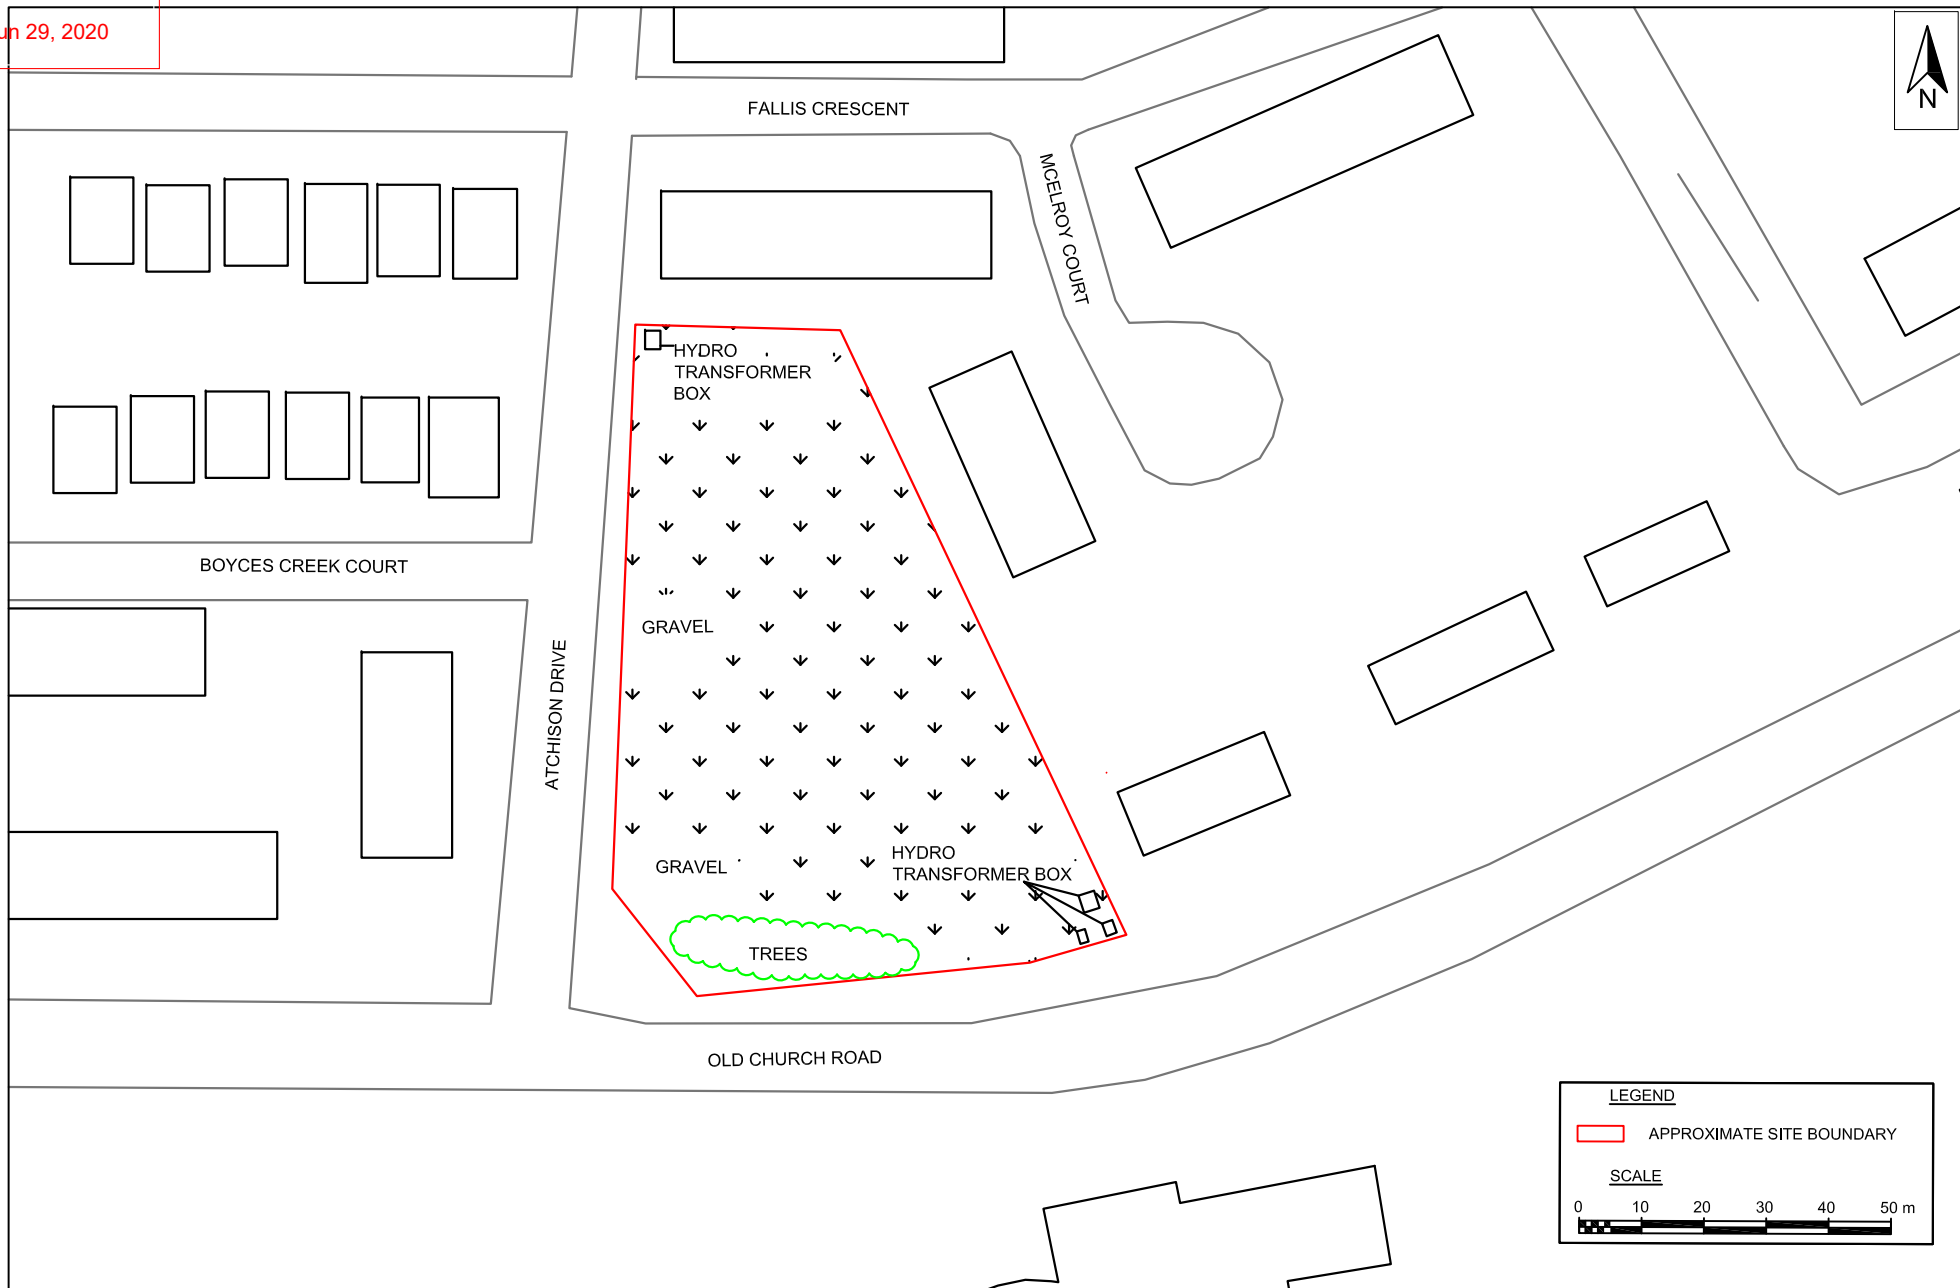 29, 2020
N
FALLIS CRESCENT
MCELROY COURT
HYDRO
TRANSFORMER
BOX
BOYCES CREEK COURT
GRAVEL
ATCHISON DRIVE
HYDRO
TRANSFORMER BOX
GRAVEL
TREES
OLD CHURCH ROAD
LEGEND
APPROXIMATE SITE BOUNDARY
SCALE
0 10 20 30 40 50 m